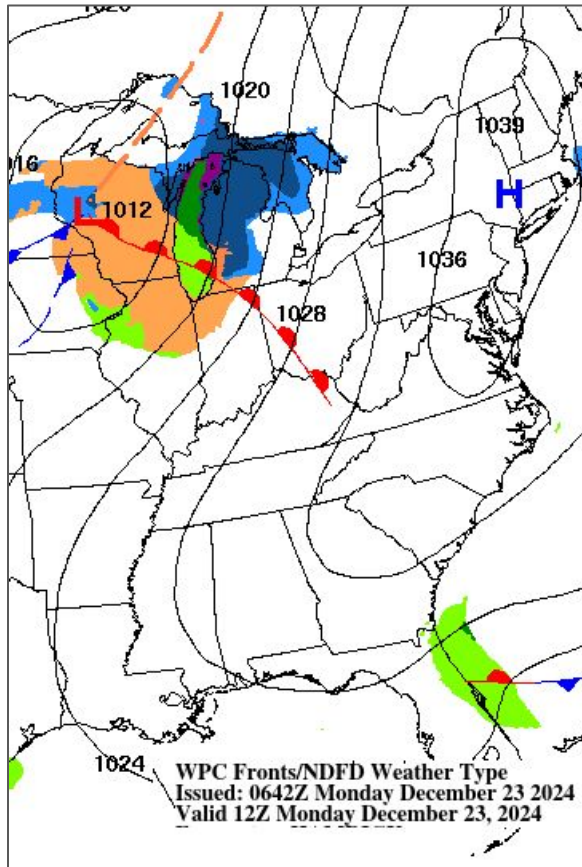 1020
1039
016
L 1012
H
1036
1028
1024
WPC Fronts/NDFD Weather Type
Issued: 0642Z Monday December 23 2024
Valid 12Z Monday December 23, 2024